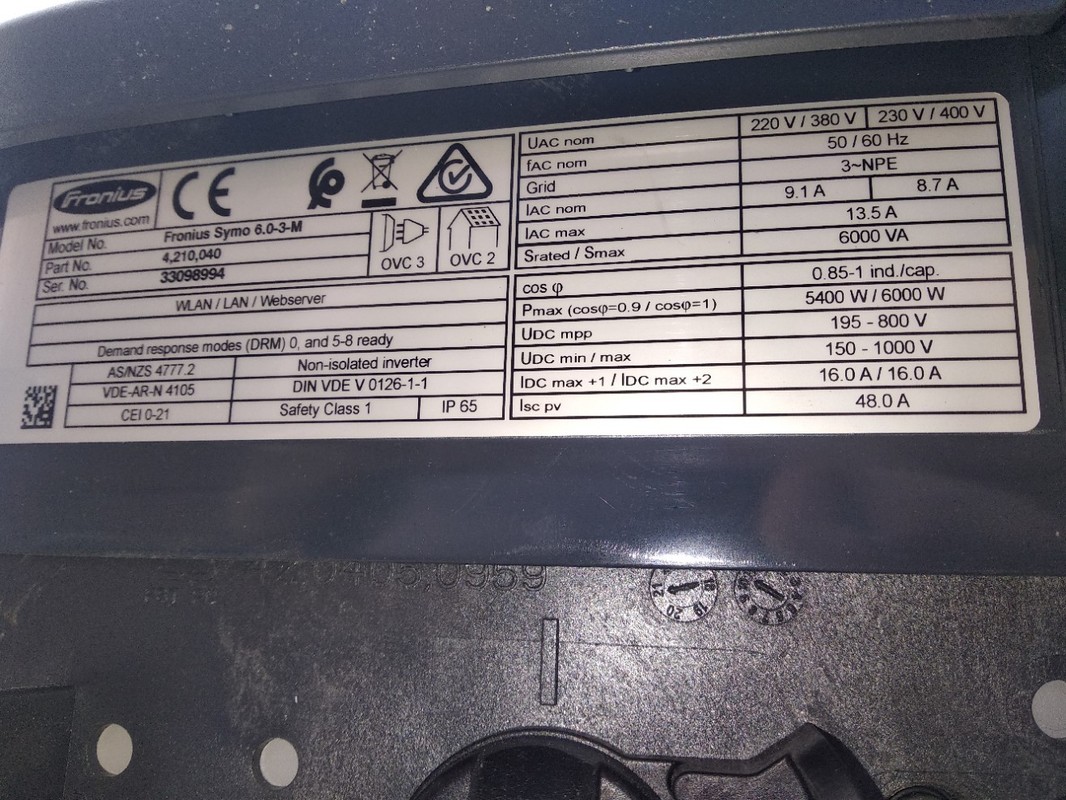 Fronius
www.fronius.com
CE
Model No. Fronius Symo 6.0-3-M
Part No. 4,210,040
Ser. No. 33098994
OVC 3 OVC 2
WLAN / LAN / Webserver
Demand response modes (DRM) 0, and 5-8 ready
AS/NZS 4777.2 Non-isolated inverter
VDE-AR-N 4105 DIN VDE V 0126-1-1
CEI 0-21 Safety Class 1 IP 65
UAC nom 220 V / 380 V 230 V / 400 V
fAC nom 50 / 60 Hz
Grid 3~NPE
IAC nom 9.1 A 8.7 A
IAC max 13.5 A
Srated / Smax 6000 VA
cos φ 0.85-1 ind./cap.
Pmax (cosφ=0.9 / cosφ=1) 5400 W / 6000 W
UDC mpp 195 - 800 V
UDC min / max 150 - 1000 V
IDC max +1 / IDC max +2 16.0 A / 16.0 A
Isc pv 48.0 A